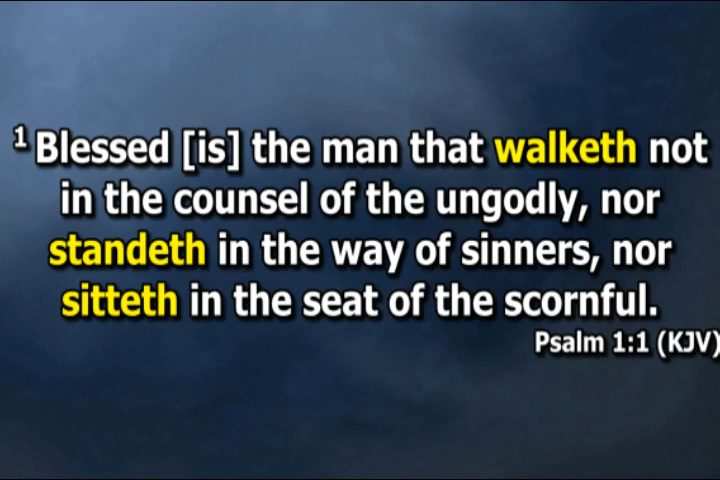 1 Blessed [is] the man that walketh not
in the counsel of the ungodly, nor
standeth in the way of sinners, nor
sitteth in the seat of the scornful.
Psalm 1:1 (KJV)